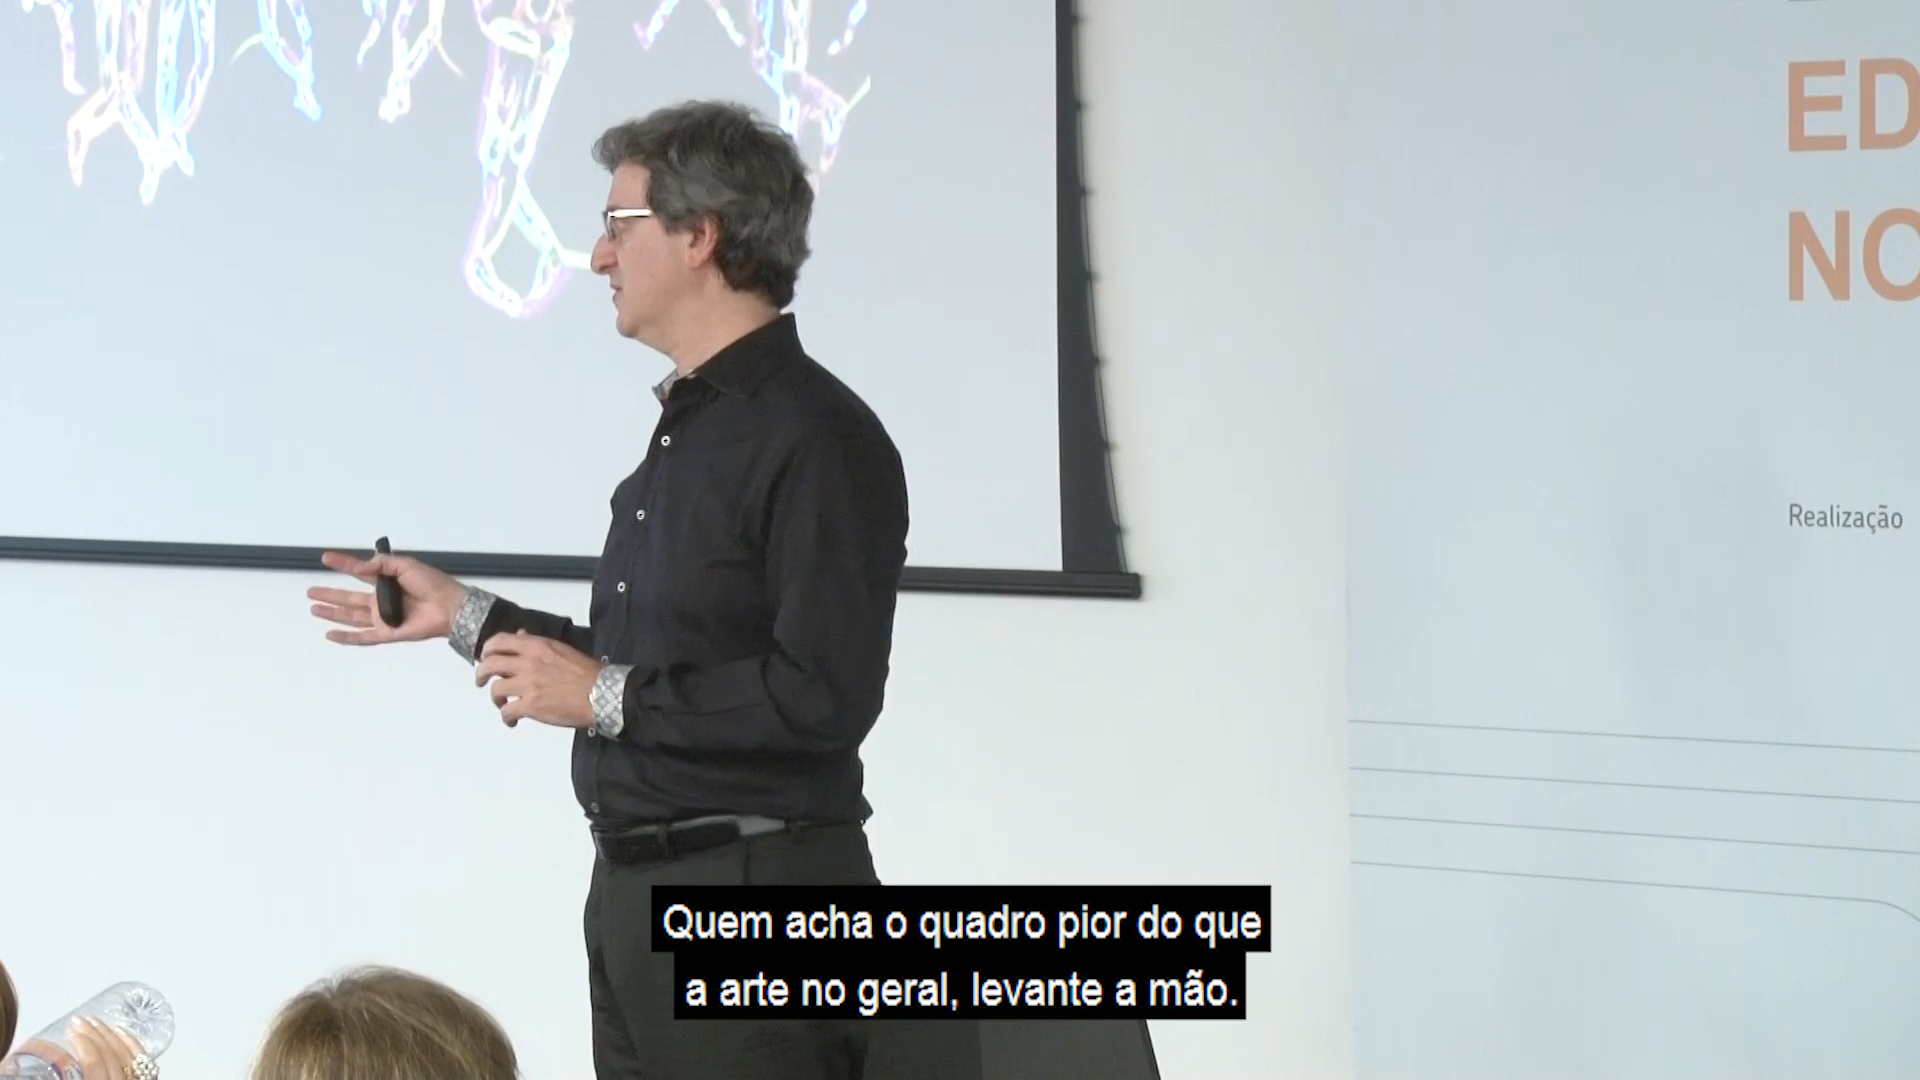 ED
NO
Realização
Quem acha o quadro pior do que
a arte no geral, levante a mão.